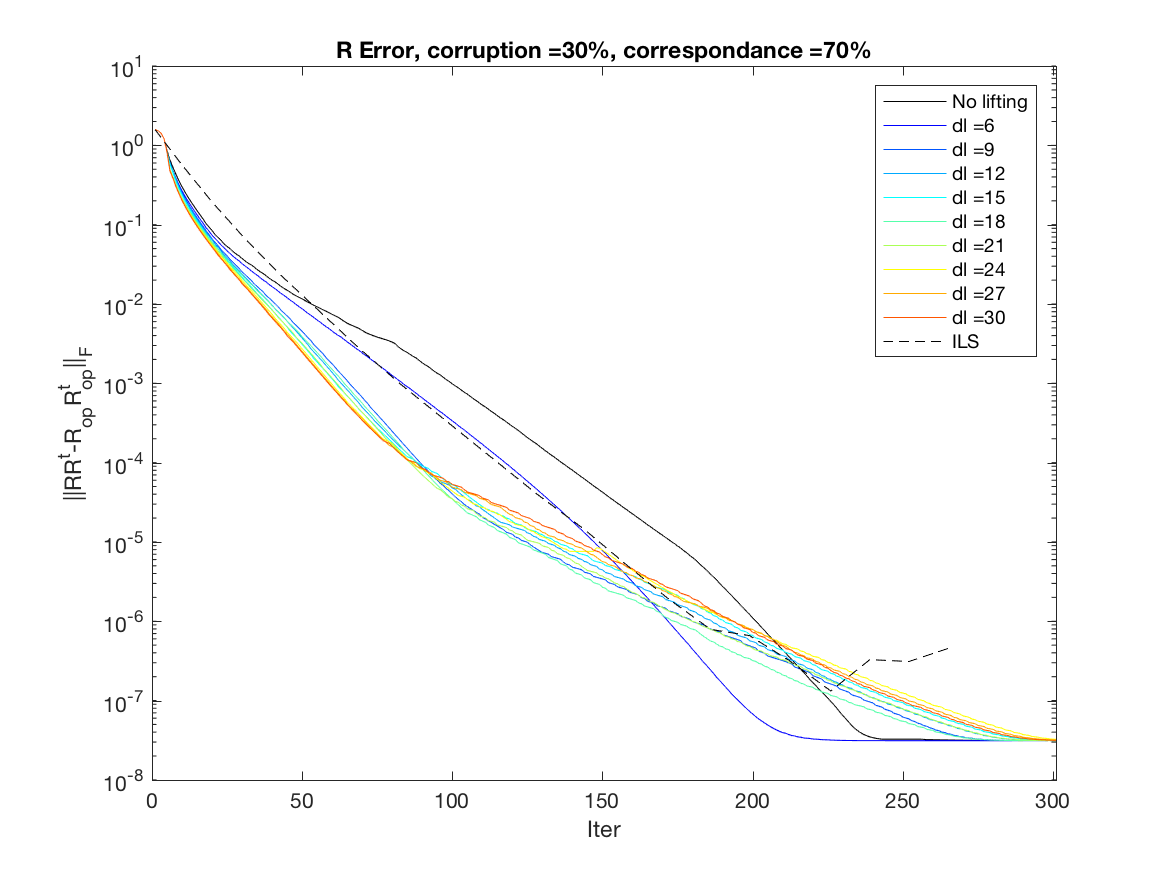 R Error, corruption =30%, correspondance =70%
10^1
10^0
10^-1
10^-2
10^-3
10^-4
10^-5
10^-6
10^-7
10^-8
||RR^t-R_op R^t_op||_F
0 50 100 150 200 250 300
Iter
No lifting
dl =6
dl =9
dl =12
dl =15
dl =18
dl =21
dl =24
dl =27
dl =30
ILS